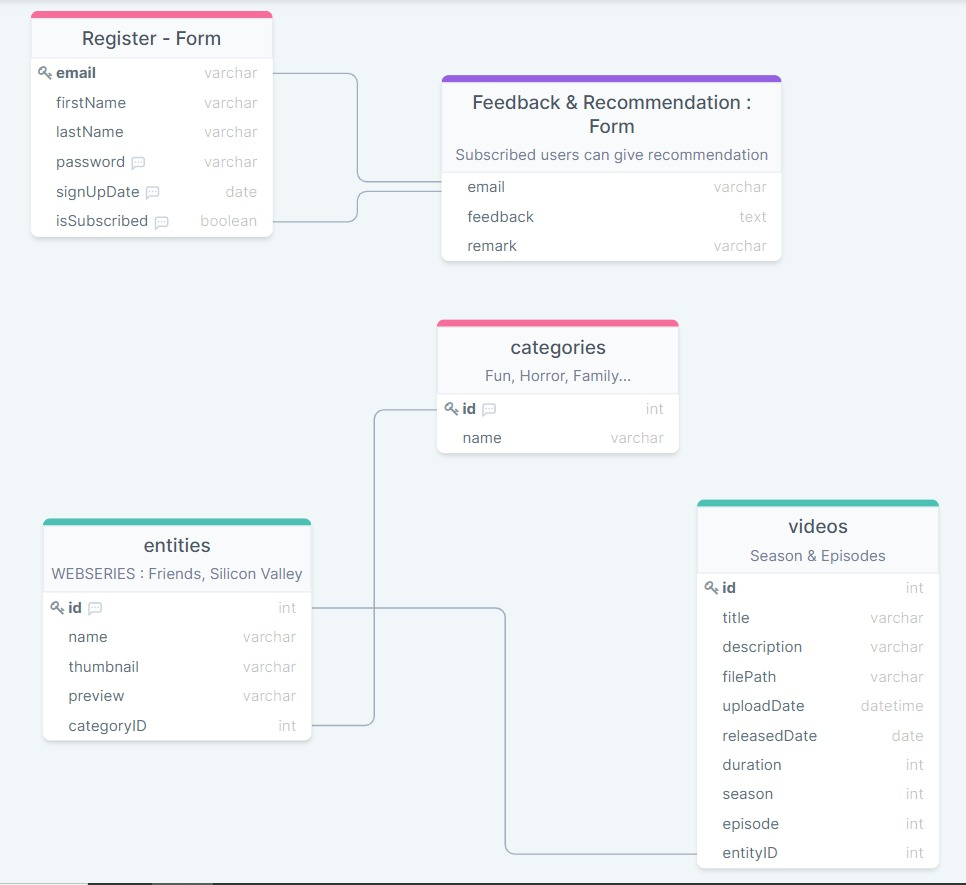 Register - Form
email varchar
firstName varchar
lastName varchar
password varchar
signUpDate date
isSubscribed boolean
Feedback & Recommendation :
Form
Subscribed users can give recommendation
email varchar
feedback text
remark varchar
categories
Fun, Horror, Family...
id int
name varchar
entities
WEBSERIES : Friends, Silicon Valley
id int
name varchar
thumbnail varchar
preview varchar
categoryID int
videos
Season & Episodes
id int
title varchar
description varchar
filePath varchar
uploadDate datetime
releasedDate date
duration int
season int
episode int
entityID int